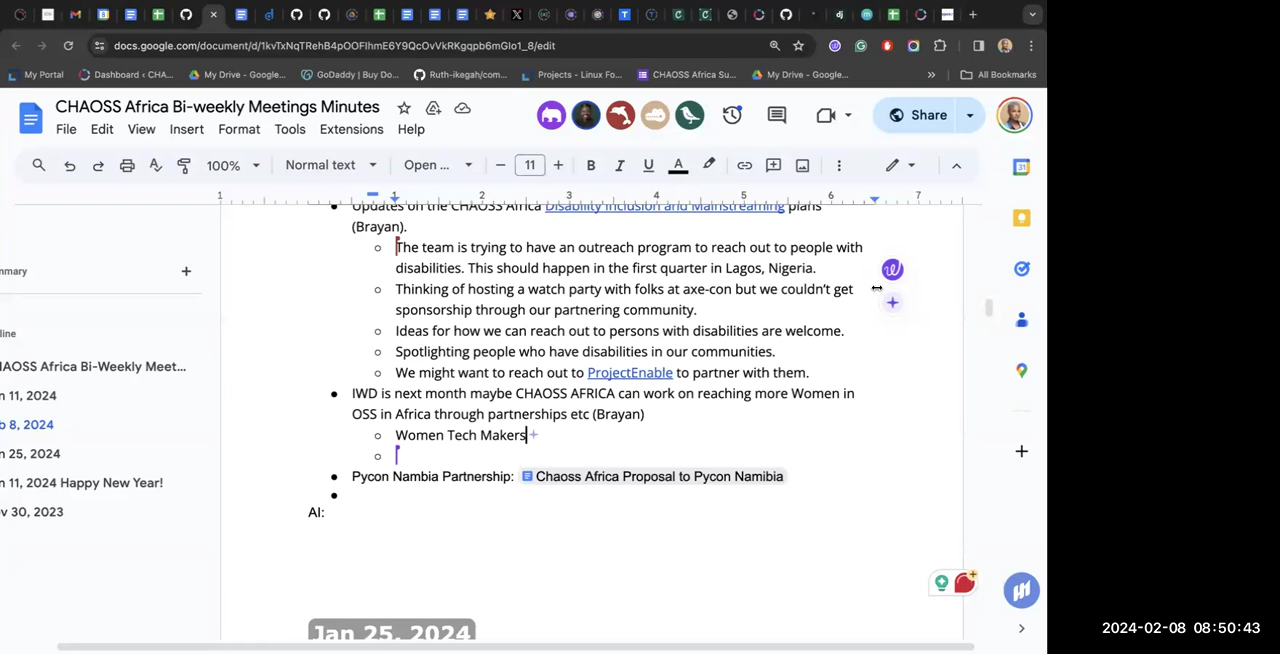 docs.google.com/document/d/1kvTxNqTRehB4pOOFIhmE6Y9QcOvVkRKgqpb6mGIo1_8/edit
My Portal Dashboard ‹ CHA... My Drive - Google... GoDaddy | Buy Do... Ruth-ikegah/com... Projects - Linux Fo... CHAOSS Africa Su... My Drive - Google... » All Bookmarks
CHAOSS Africa Bi-weekly Meetings Minutes
File Edit View Insert Format Tools Extensions Help
Share
100% Normal text Open ... 11 B I U A
1 1 2 3 4 5 6 7
Updates on the CHAOSS Africa Disability Inclusion and Mainstreaming plans
(Brayan).
The team is trying to have an outreach program to reach out to people with
disabilities. This should happen in the first quarter in Lagos, Nigeria.
Thinking of hosting a watch party with folks at axe-con but we couldn't get
sponsorship through our partnering community.
Ideas for how we can reach out to persons with disabilities are welcome.
Spotlighting people who have disabilities in our communities.
We might want to reach out to ProjectEnable to partner with them.
IWD is next month maybe CHAOSS AFRICA can work on reaching more Women in
OSS in Africa through partnerships etc (Brayan)
Women Tech Makers
Pycon Nambia Partnership: Chaoss Africa Proposal to Pycon Namibia
AI:
Jan 25, 2024
mmary
line
HAOSS Africa Bi-Weekly Meet...
n 11, 2024
b 8, 2024
n 25, 2024
n 11, 2024 Happy New Year!
v 30, 2023
2024-02-08 08:50:43